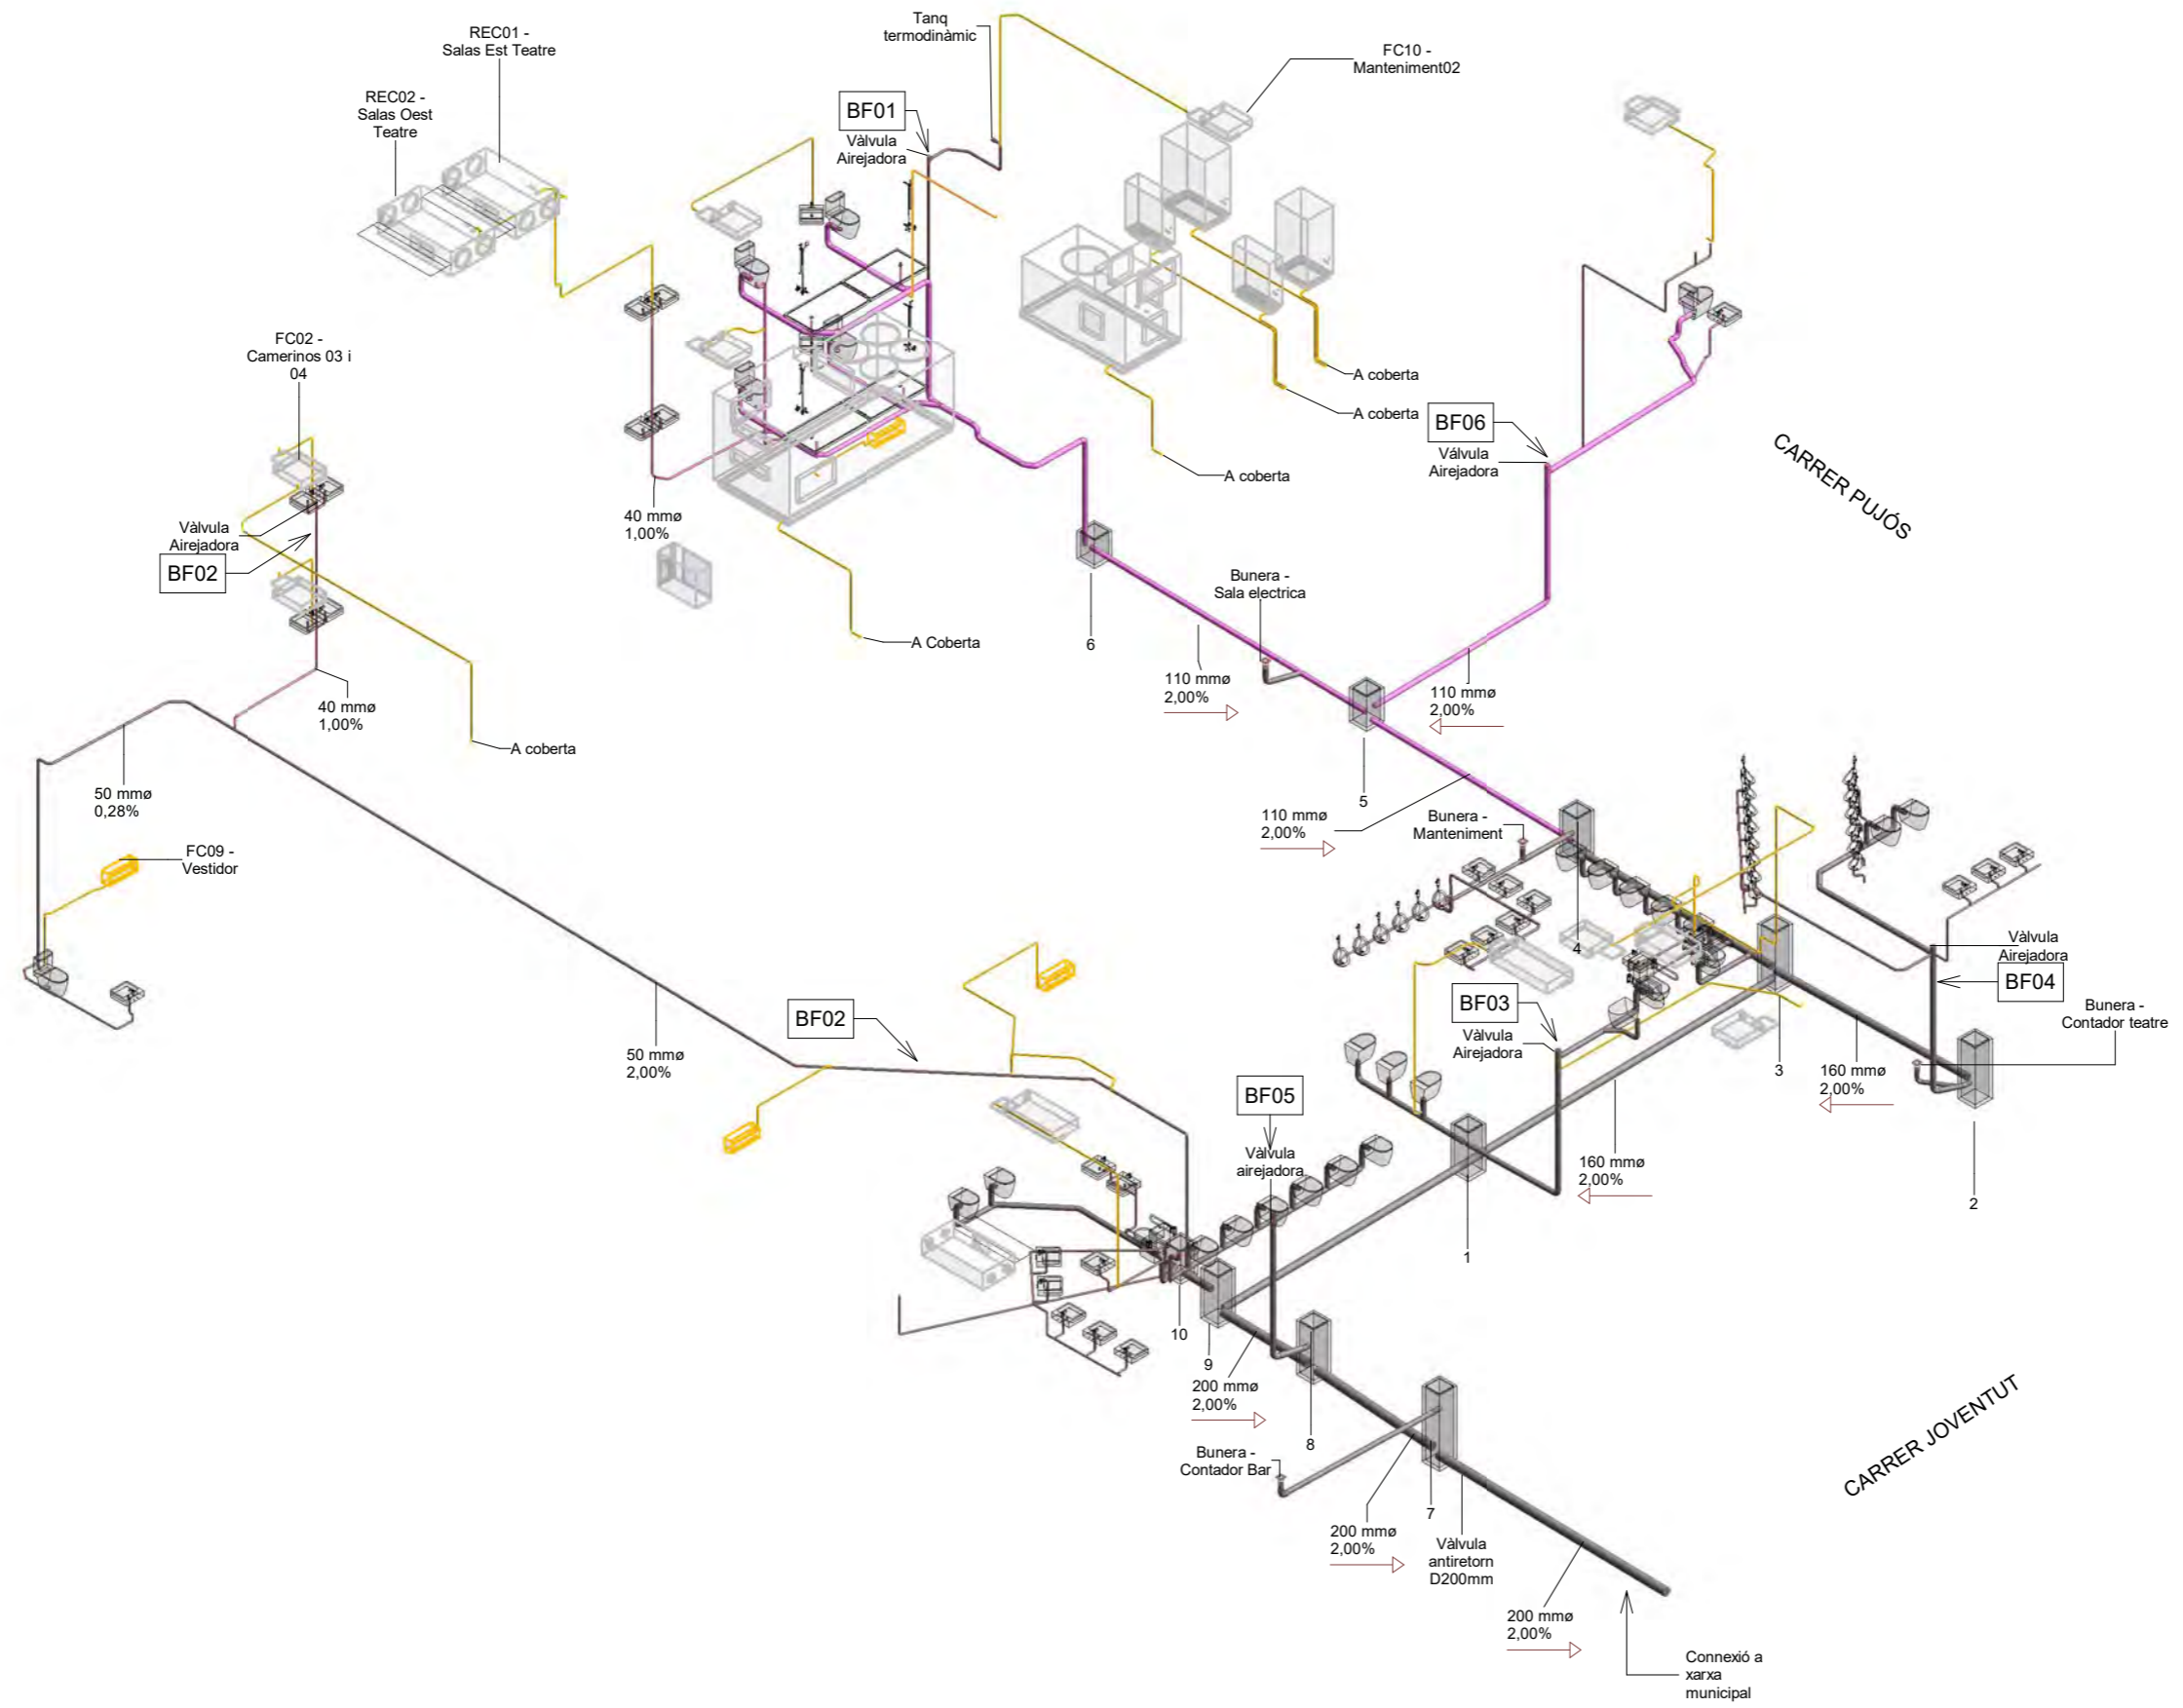 Tanq
termodinàmic
REC01 -
Salas Est Teatre
FC10 -
Manteniment02
REC02 -
Salas Oest
Teatre
BF01
Vàlvula
Airejadora
FC02 -
Camerinos 03 i
04
A coberta
A coberta
BF06
Válvula
Airejadora
CARRER PUJÓS
A coberta
40 mmø
1,00%
Vàlvula
Airejadora
BF02
Bunera -
Sala electrica
A Coberta
6
110 mmø
2,00%
110 mmø
2,00%
40 mmø
1,00%
A coberta
5
50 mmø
0,28%
110 mmø
2,00%
Bunera -
Manteniment
FC09 -
Vestidor
4
Vàlvula
Airejadora
BF04
BF03
Vàlvula
Airejadora
Bunera -
Contador teatre
BF02
50 mmø
2,00%
3
160 mmø
2,00%
BF05
Vàlvula
airejadora
160 mmø
2,00%
2
1
10
9
200 mmø
2,00%
8
CARRER JOVENTUT
Bunera -
Contador Bar
7
200 mmø
2,00%
Vàlvula
antiretorn
D200mm
200 mmø
2,00%
Connexió a
xarxa
municipal